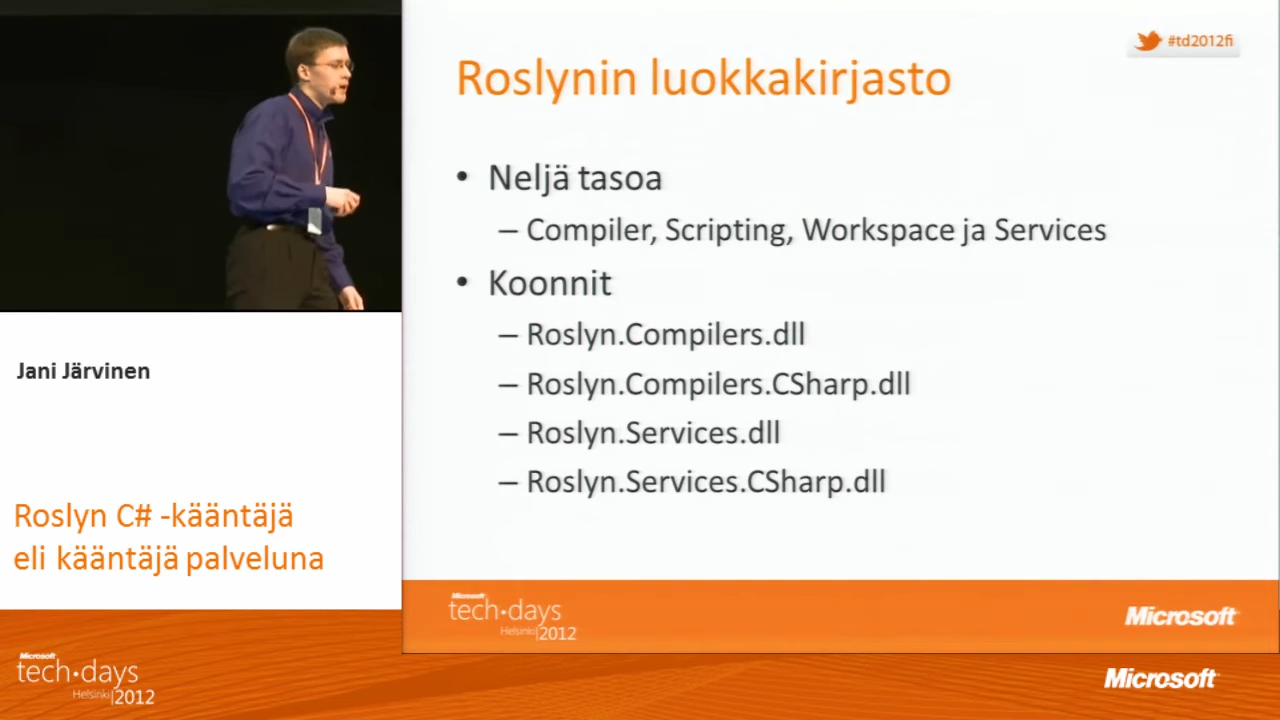 #td2012fi
Roslynin luokkakirjasto
• Neljä tasoa
– Compiler, Scripting, Workspace ja Services
• Koonnit
– Roslyn.Compilers.dll
– Roslyn.Compilers.CSharp.dll
– Roslyn.Services.dll
– Roslyn.Services.CSharp.dll
Microsoft
tech·days
Helsinki|2012
Microsoft
Jani Järvinen
Roslyn C# -kääntäjä
eli kääntäjä palveluna
Microsoft
tech·days
Helsinki|2012
Microsoft